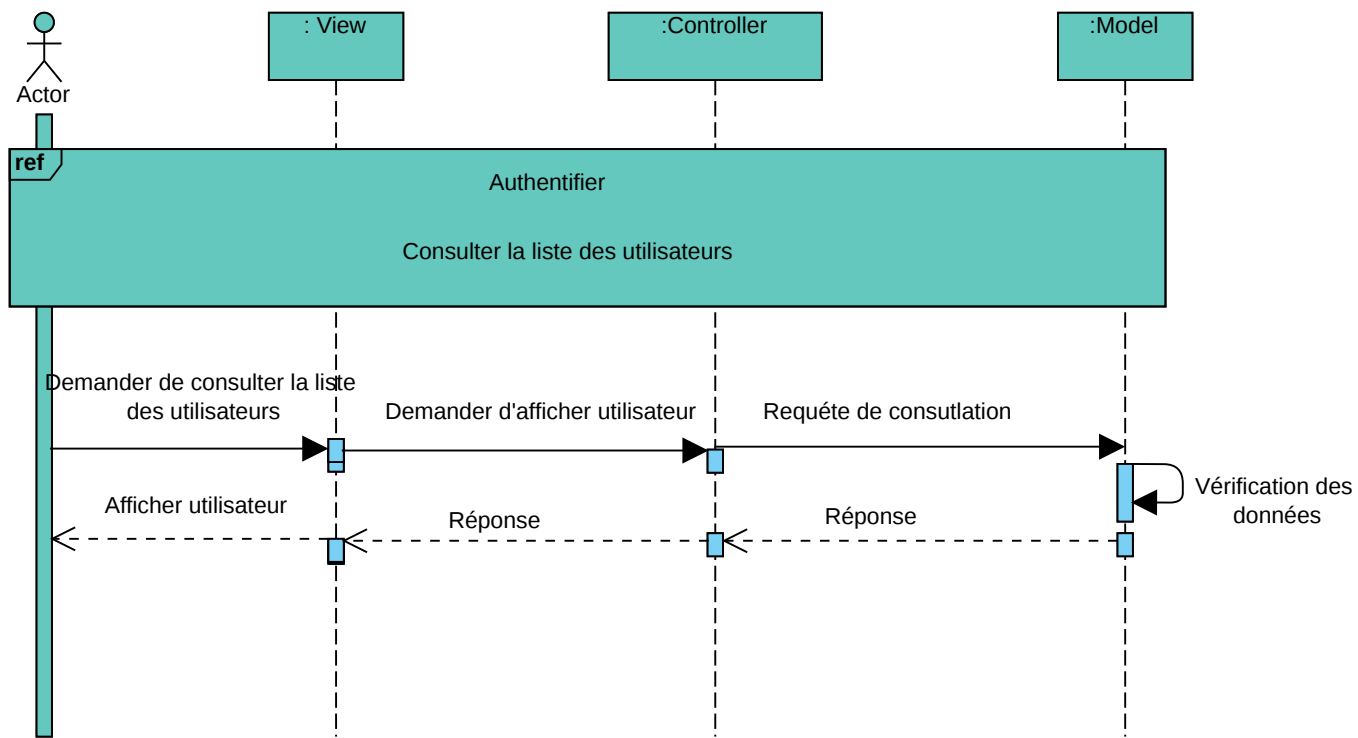 : View
:Controller
:Model
Actor
ref
Authentifier
Consulter la liste des utilisateurs
Demander de consulter la liste
des utilisateurs
Demander d'afficher utilisateur
Requéte de consutlation
Vérification des
données
Afficher utilisateur
Réponse
Réponse